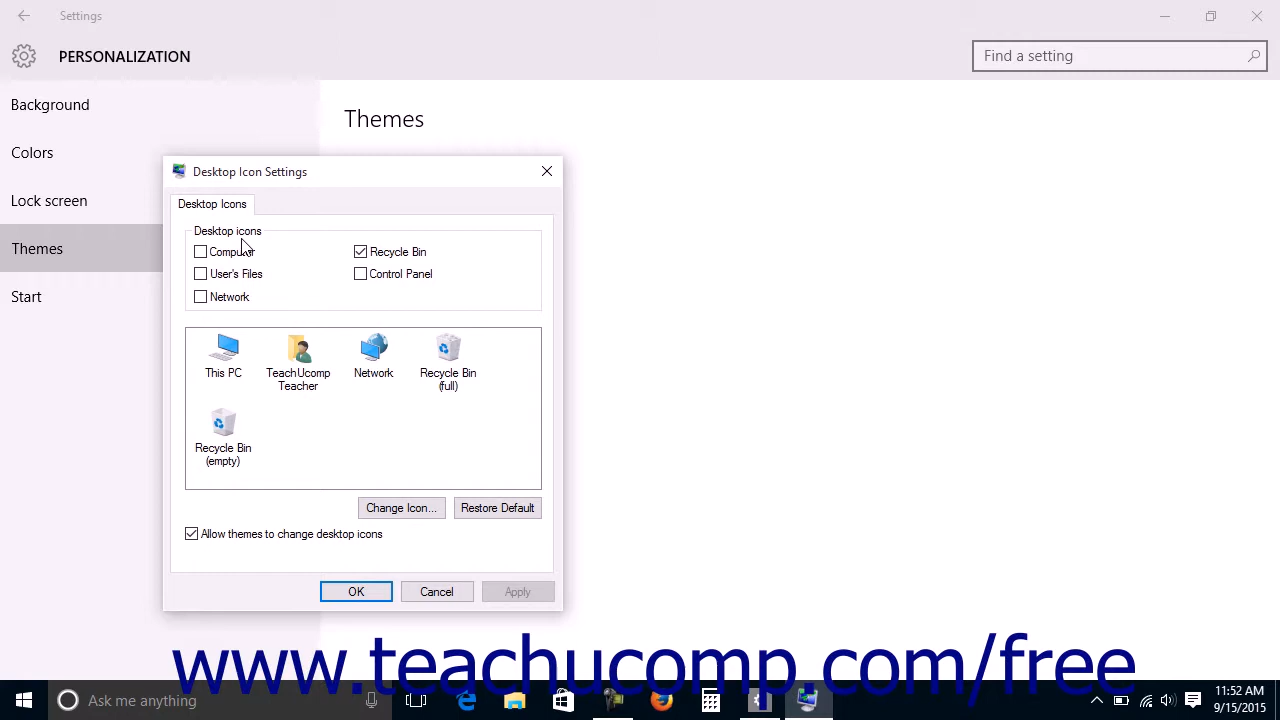 Settings
PERSONALIZATION
Find a setting
Background
Colors
Lock screen
Themes
Start
Themes
Desktop Icon Settings
Desktop Icons
Desktop icons
Computer
Recycle Bin
User's Files
Control Panel
Network
This PC
TeachUcomp
Teacher
Network
Recycle Bin
(full)
Recycle Bin
(empty)
Change Icon...
Restore Default
Allow themes to change desktop icons
OK
Cancel
Apply
www.teachucomp.com/free
Ask me anything
11:52 AM
9/15/2015